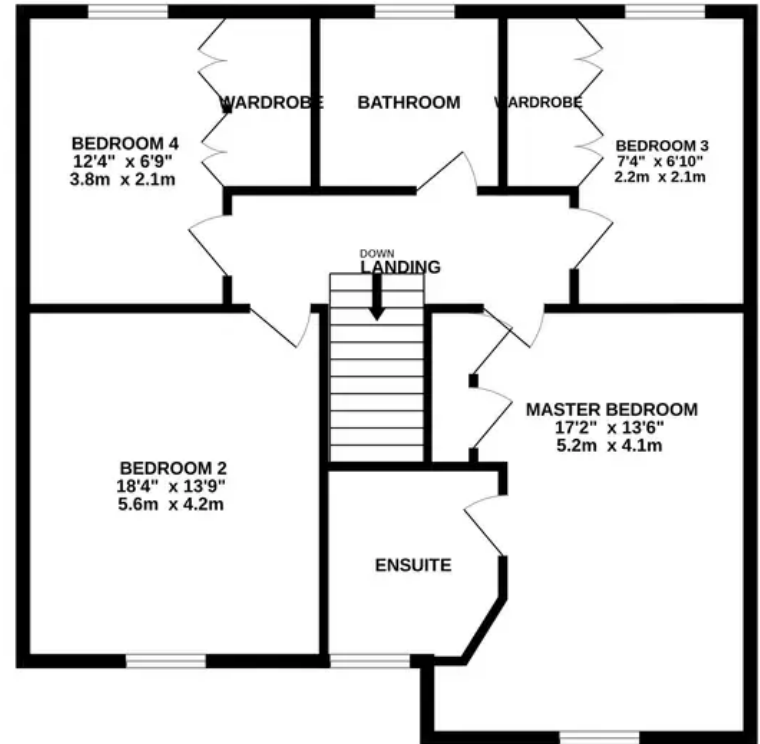 WARDROBE
BATHROOM
WARDROBE
BEDROOM 4
12'4" x 6'9"
3.8m x 2.1m
BEDROOM 3
7'4" x 6'10"
2.2m x 2.1m
DOWN
LANDING
MASTER BEDROOM
17'2" x 13'6"
5.2m x 4.1m
BEDROOM 2
18'4" x 13'9"
5.6m x 4.2m
ENSUITE